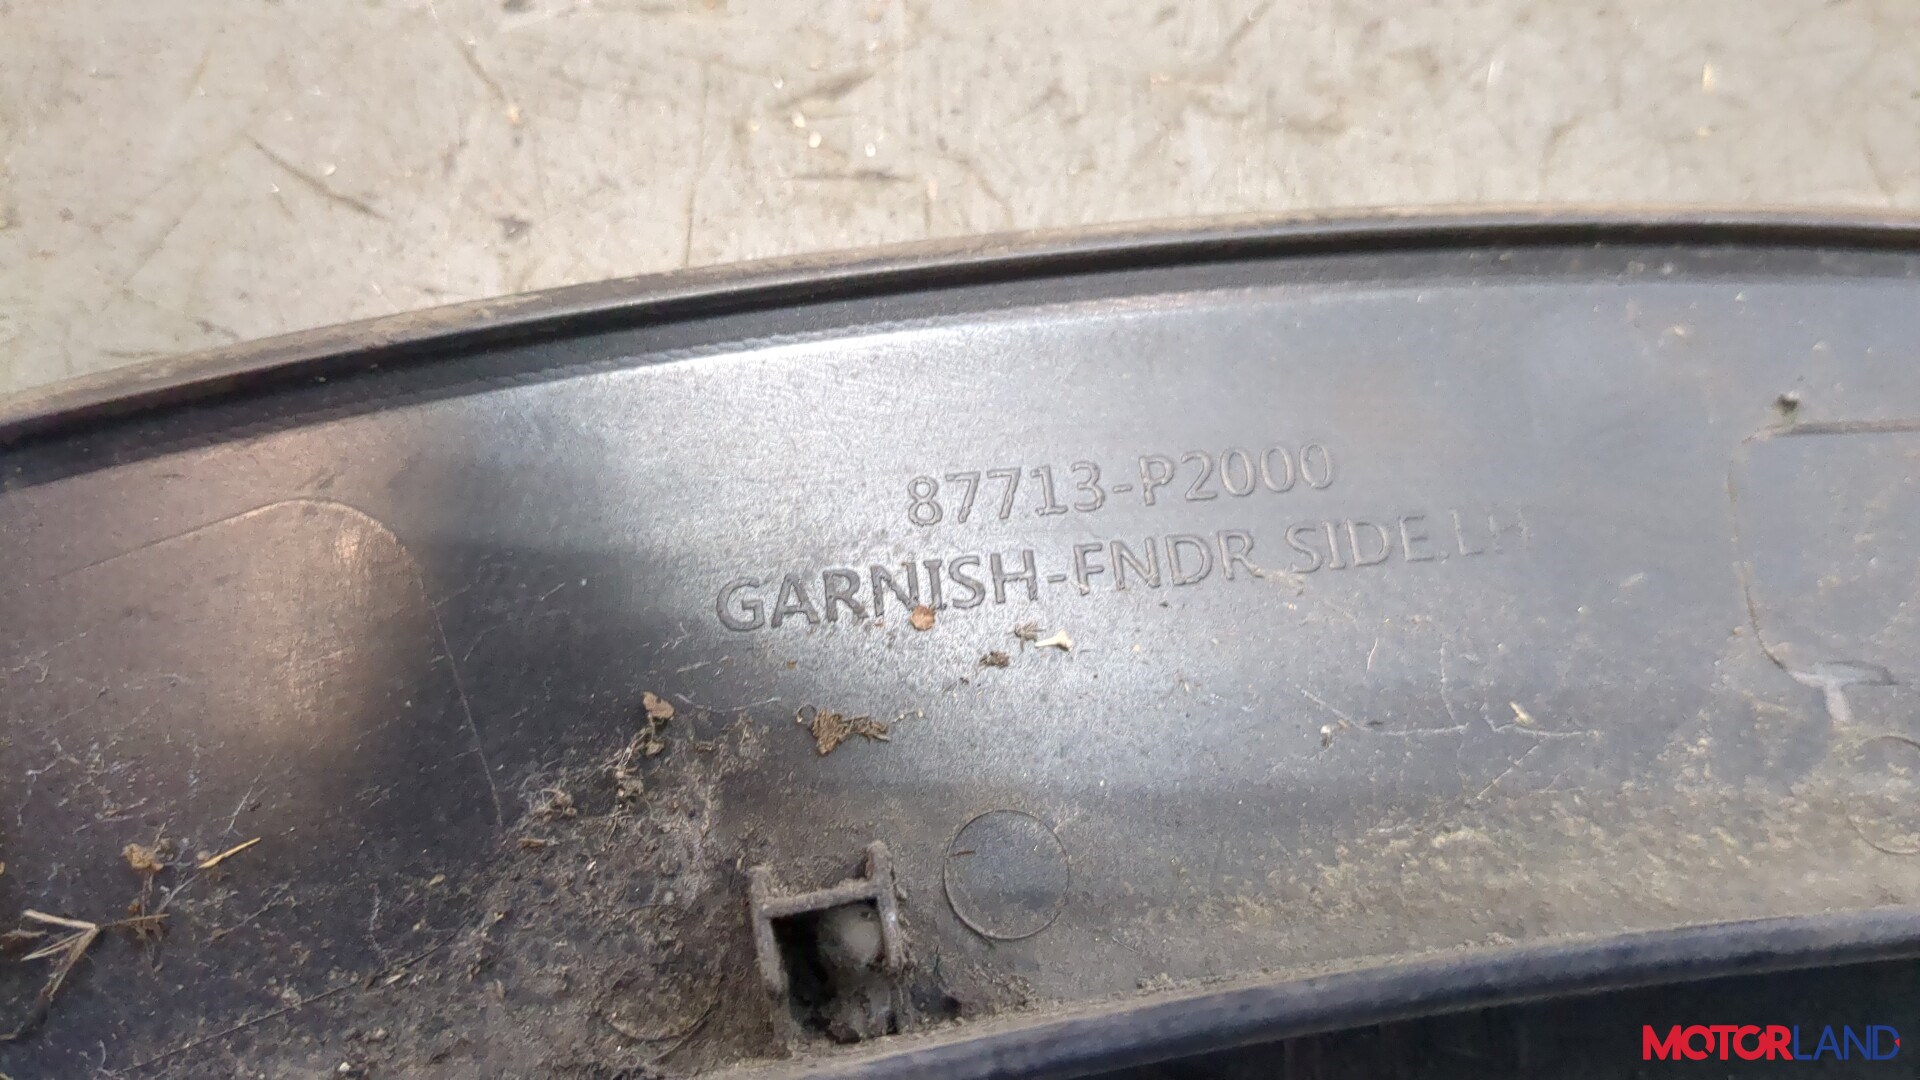 87713-P2000
GARNISH-FNDR SIDE.LH
MOTORLAND